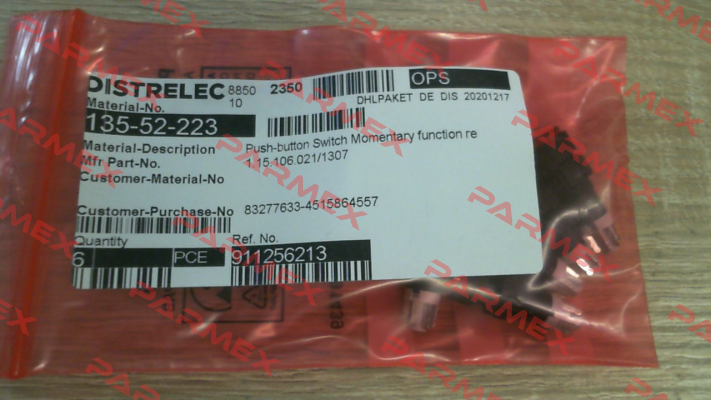 DISTRELEC 8850 10 2350 OPS
Material-No. DHLPAKET DE DIS 20201217
135-52-223
Material-Description Push-button Switch Momentary function re
Mfr Part-No. 1.15.106.021/1307
Customer-Material-No
Customer-Purchase-No 83277633-4515864557
Quantity Ref. No.
6 PCE 911256213
PARMEX